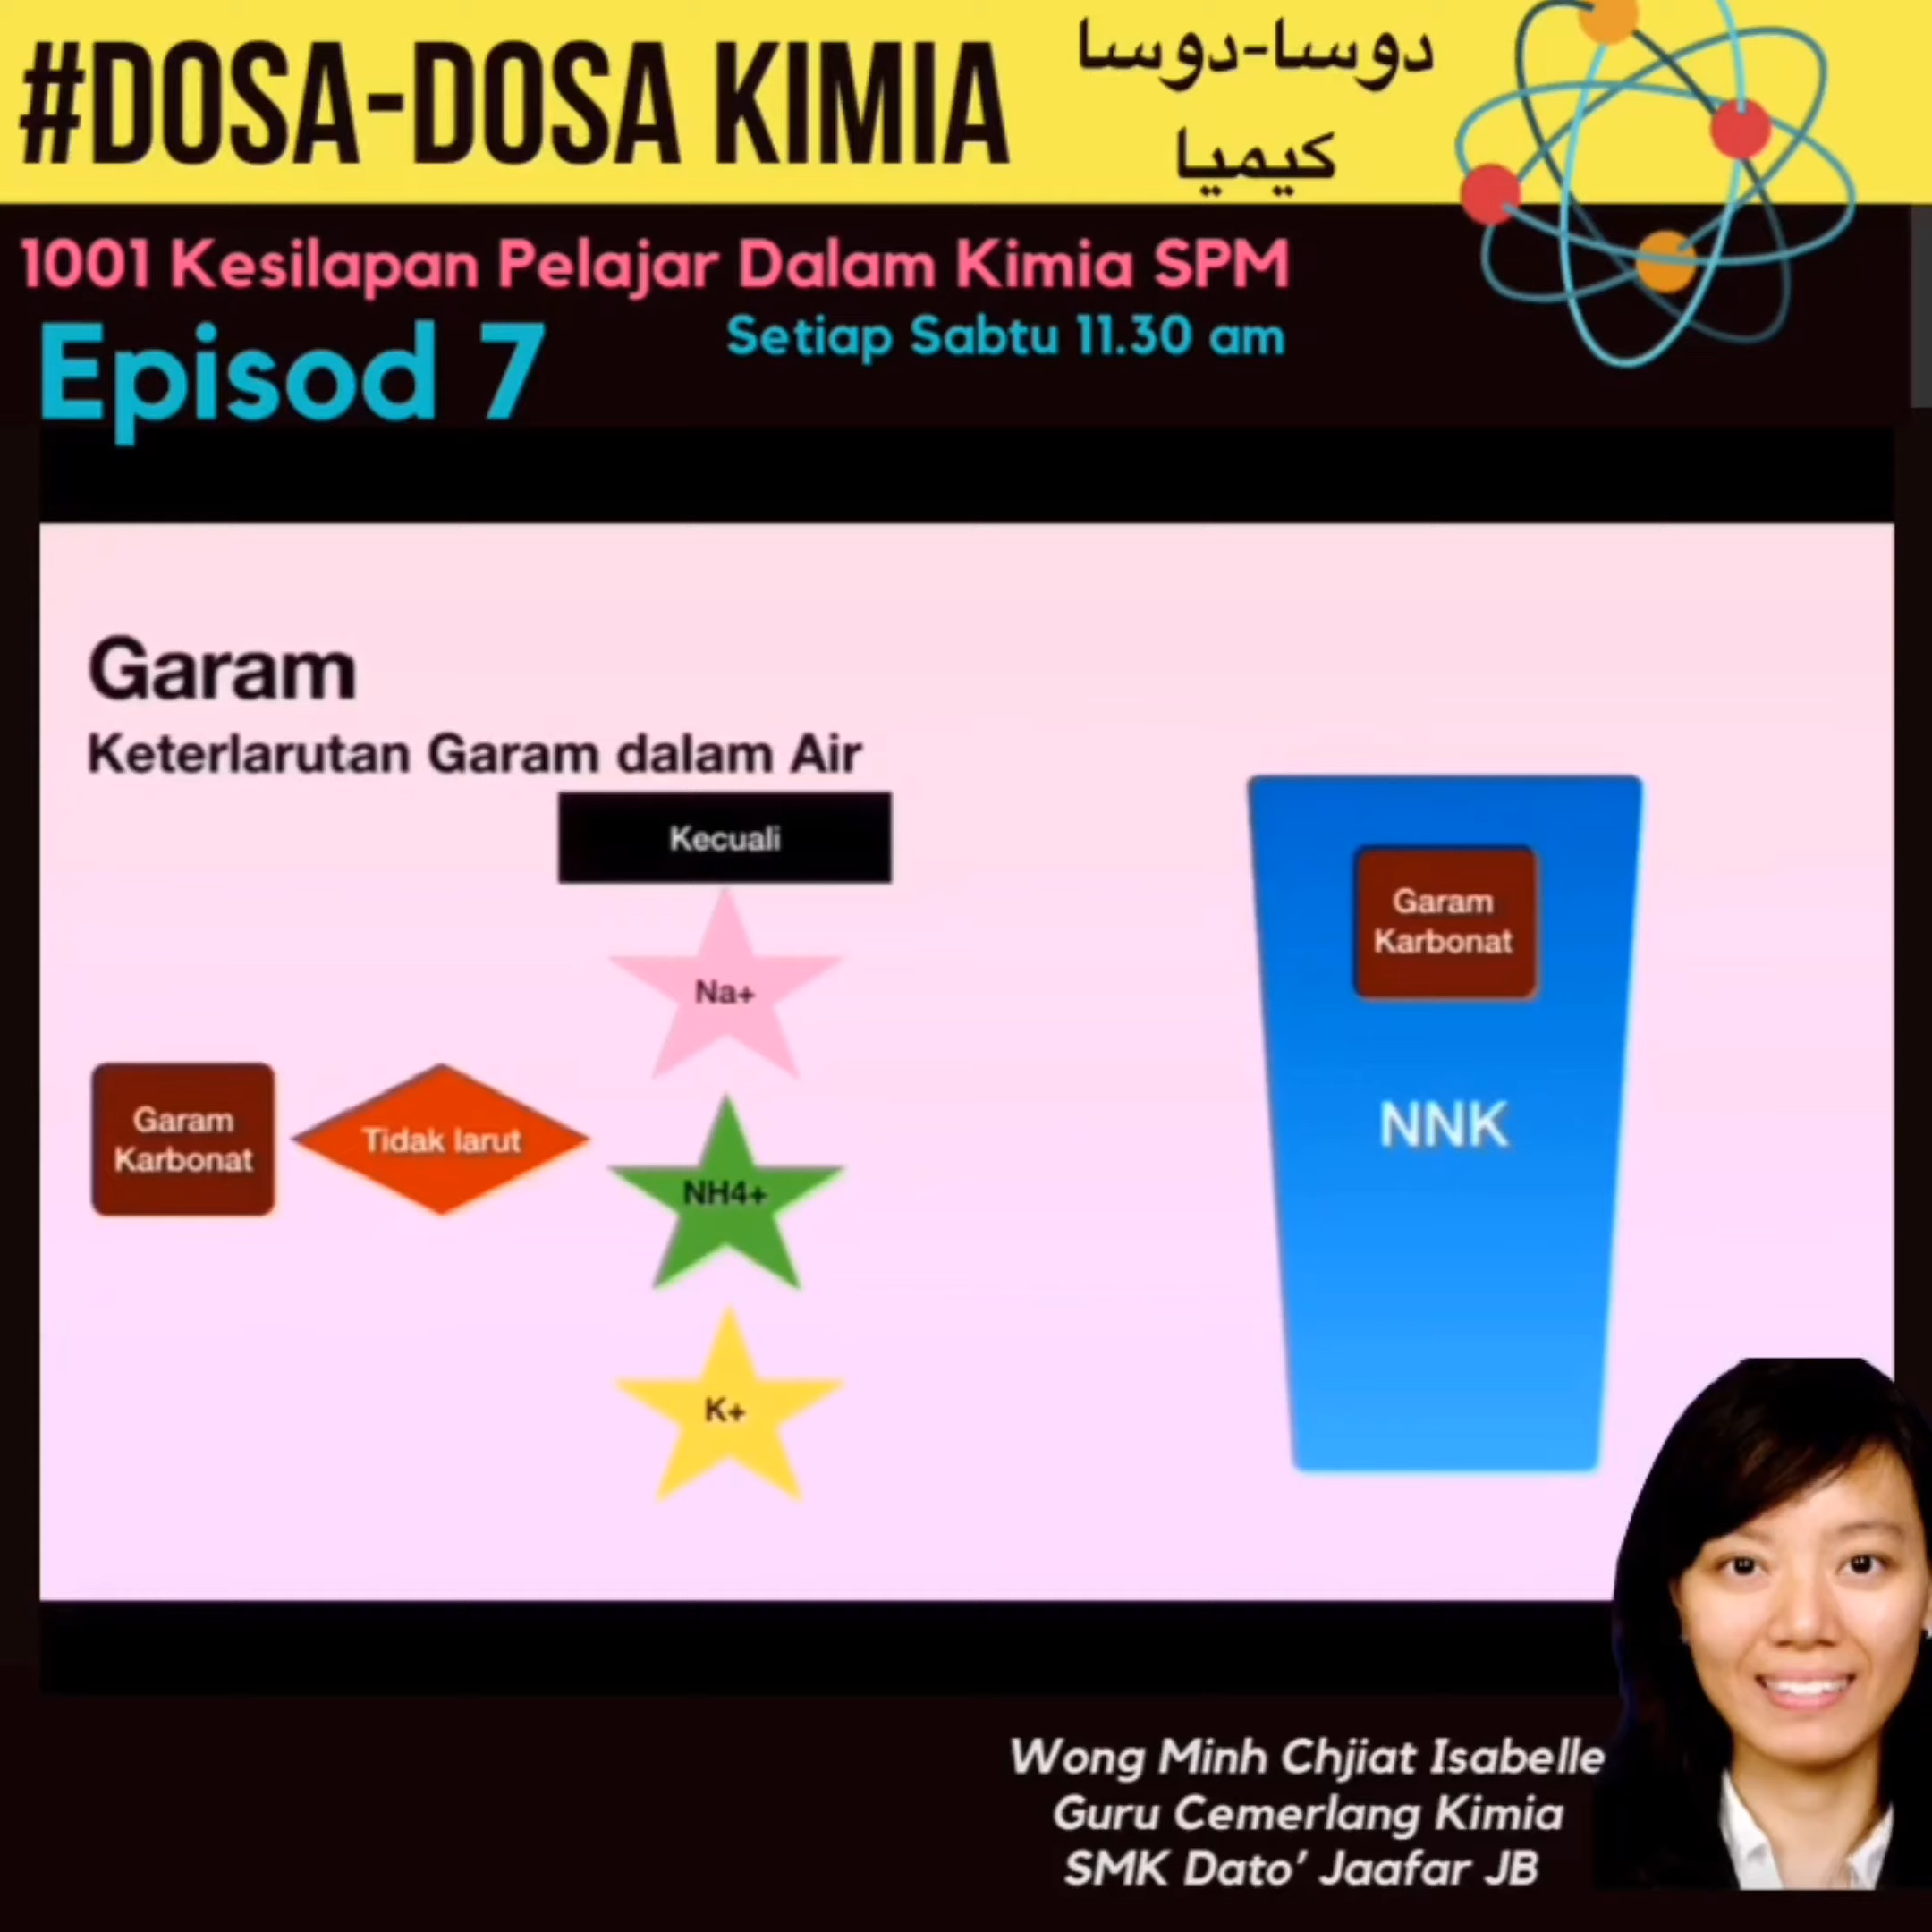 #DOSA-DOSA KIMIA
دوسا-دوسا
كيميا
1001 Kesilapan Pelajar Dalam Kimia SPM
Episod 7
Setiap Sabtu 11.30 am
Garam
Keterlarutan Garam dalam Air
Kecuali
Na+
Garam
Karbonat
Tidak larut
NH4+
K+
Garam
Karbonat
NNK
Wong Minh Chjiat Isabelle
Guru Cemerlang Kimia
SMK Dato’ Jaafar JB